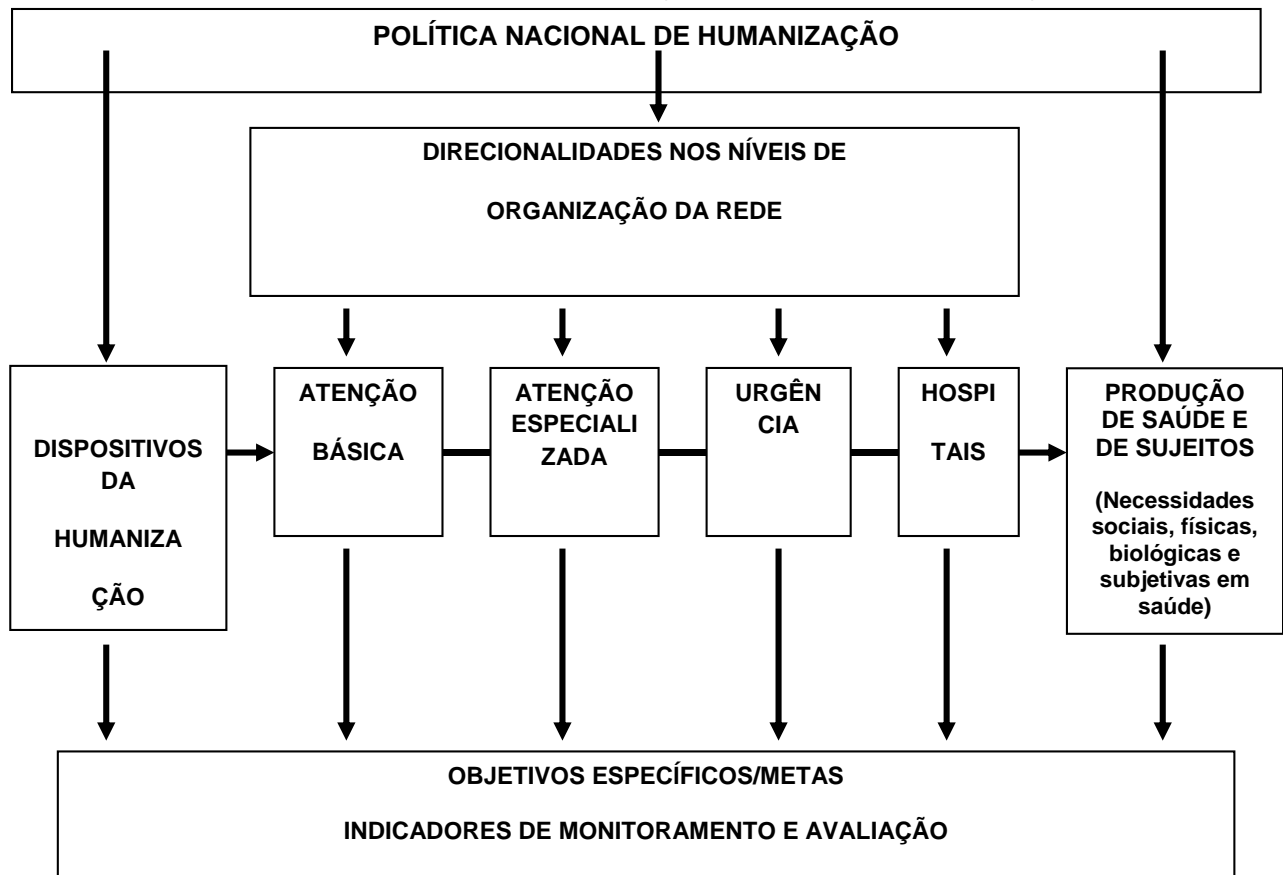 POLÍTICA NACIONAL DE HUMANIZAÇÃO
DIRECIONALIDADES NOS NÍVEIS DE
ORGANIZAÇÃO DA REDE
DISPOSITIVOS
DA
HUMANIZA
ÇÃO
ATENÇÃO
BÁSICA
ATENÇÃO
ESPECIALI
ZADA
URGÊN
CIA
HOSPI
TAIS
PRODUÇÃO
DE SAÚDE E
DE SUJEITOS
(Necessidades
sociais, físicas,
biológicas e
subjetivas em
saúde)
OBJETIVOS ESPECÍFICOS/METAS
INDICADORES DE MONITORAMENTO E AVALIAÇÃO